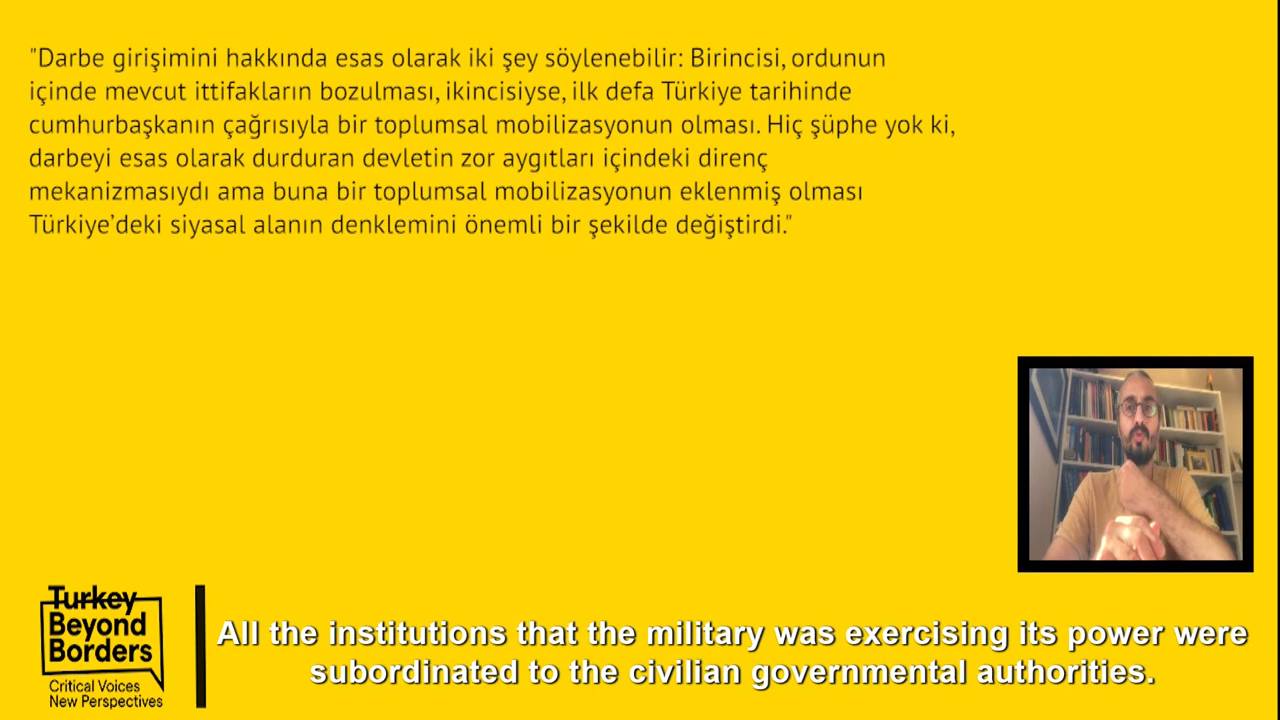 "Darbe girişimini hakkında esas olarak iki şey söylenebilir: Birincisi, ordunun
içinde mevcut ittifakların bozulması, ikincisiyse, ilk defa Türkiye tarihinde
cumhurbaşkanın çağrısıyla bir toplumsal mobilizasyonun olması. Hiç şüphe yok ki,
darbeyi esas olarak durduran devletin zor aygıtları içindeki direnç
mekanizmasıydı ama buna bir toplumsal mobilizasyonun eklenmiş olması
Türkiye’deki siyasal alanın denklemini önemli bir şekilde değiştirdi."
Turkey
Beyond
Borders
Critical Voices
New Perspectives
All the institutions that the military was exercising its power were
subordinated to the civilian governmental authorities.